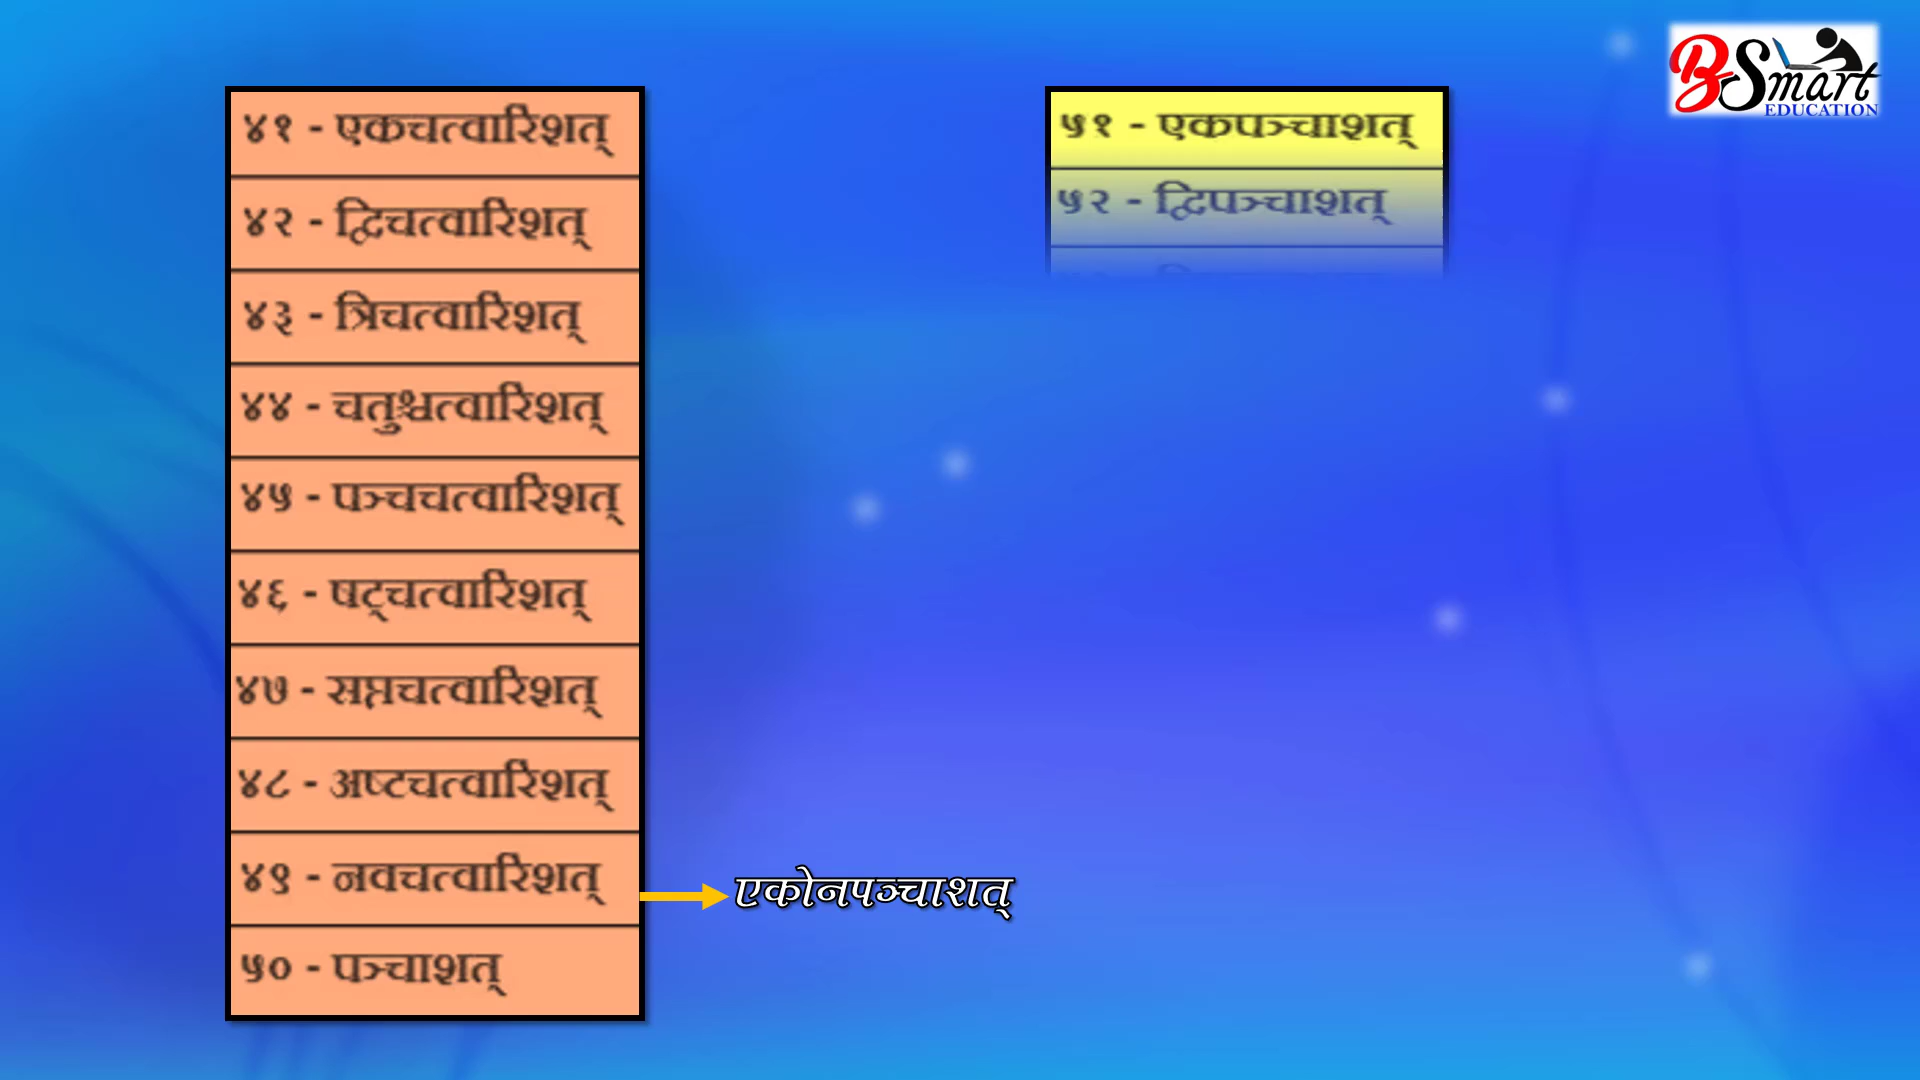 ४१ - एकचत्वारिंशत्
४२ - द्विचत्वारिंशत्
४३ - त्रिचत्वारिंशत्
४४ - चतुश्चत्वारिंशत्
४५ - पञ्चचत्वारिंशत्
४६ - षट्चत्वारिंशत्
४७ - सप्तचत्वारिंशत्
४८ - अष्टचत्वारिंशत्
४९ - नवचत्वारिंशत्
एकोनपञ्चाशत्
५० - पञ्चाशत्
५१ - एकपञ्चाशत्
५२ - द्विपञ्चाशत्
BSmart
EDUCATION